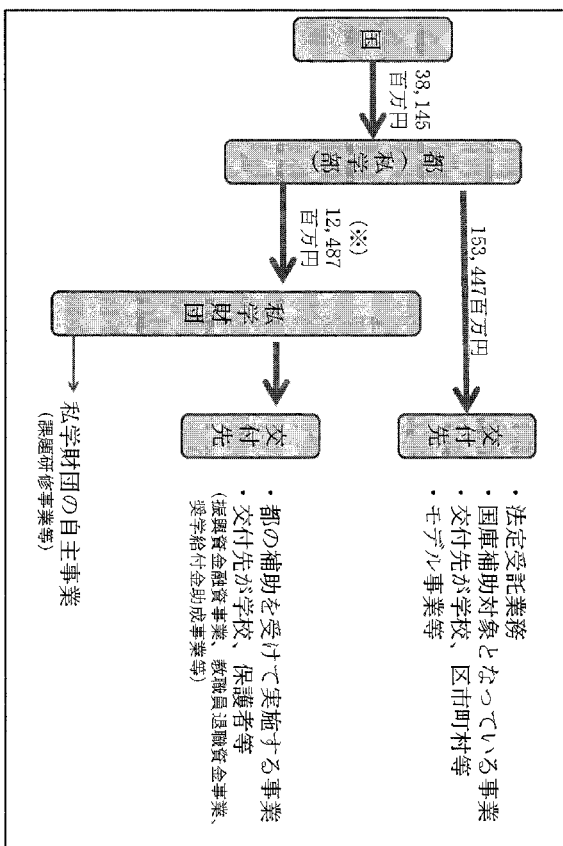 国
38,145
百万円
都
(私学部)
153,447百万円
(※)
12,487
百万円
私学財団
交付先
・法定受託業務
・国庫補助対象となっている事業
・交付先が学校、区市町村等
・モデル事業等
交付先
・都の補助を受けて実施する事業
・交付先が学校、保護者等
(振興資金融資事業、教職員退職資金事業、
奨学給付金助成事業等)
私学財団の自主事業
(課題研修事業等)